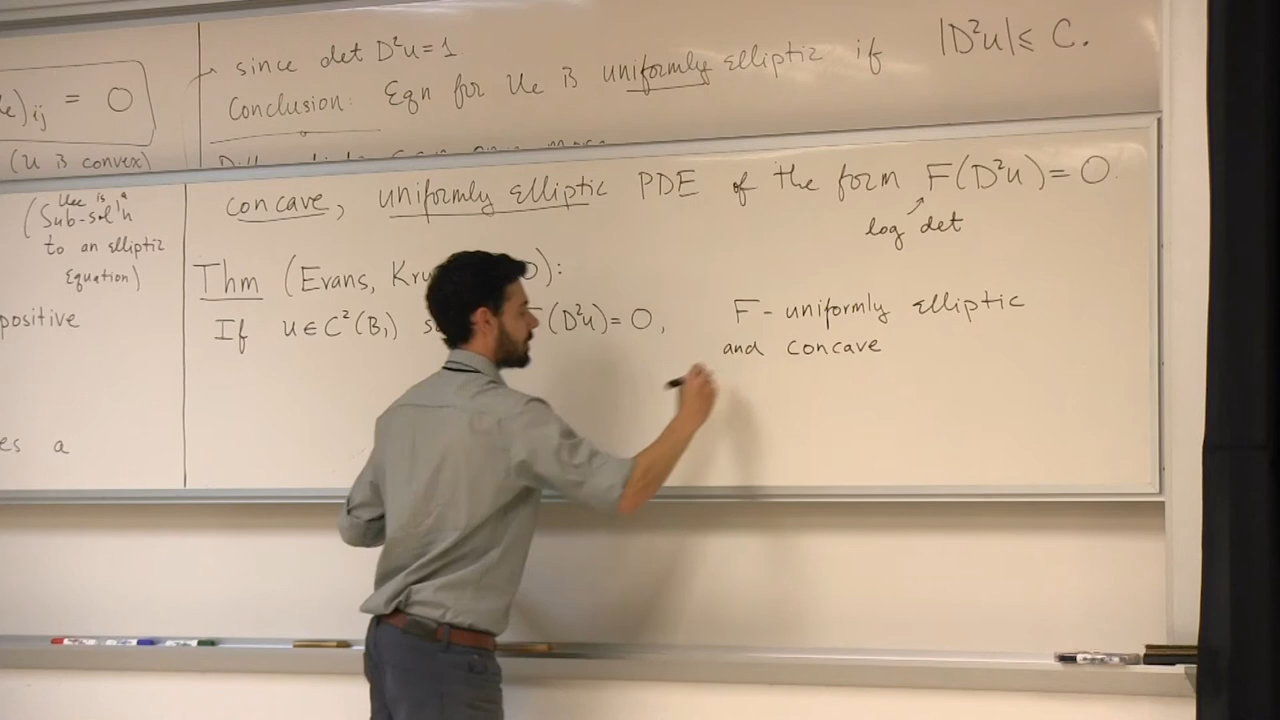 since det D²u = 1
Conclusion: Eqn for ue is uniformly elliptic if |D²u| ≤ C.
)ij = 0
(u is convex)
uee is a
(Sub-sol'n
to an elliptic
equation)
positive
es a
concave, uniformly elliptic PDE of the form F(D²u) = 0.
log det
Thm (Evans, Kr ):
If u ∈ C²(B₁) s (D²u) = 0,
F - uniformly elliptic
and concave